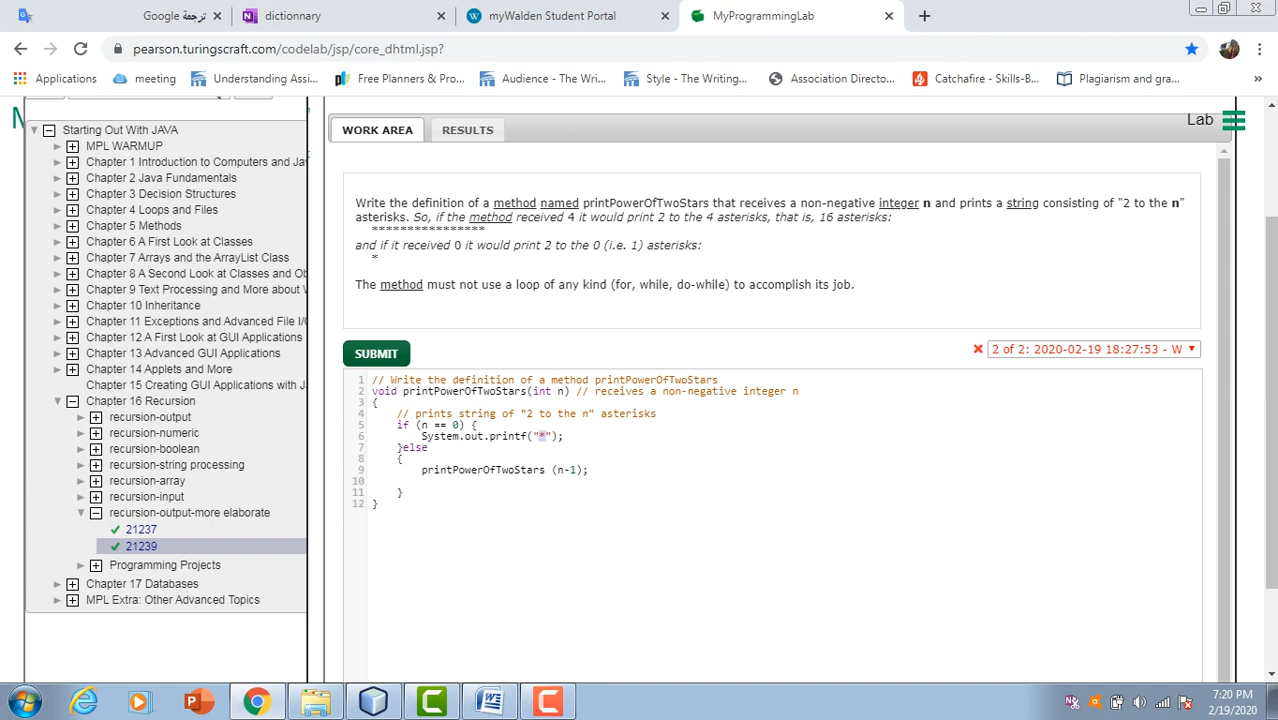 Google ترجمة
dictionnary
myWalden Student Portal
MyProgrammingLab
pearson.turingscraft.com/codelab/jsp/core_dhtml.jsp?
Applications
meeting
Understanding Assi...
Free Planners & Pro...
Audience - The Wri...
Style - The Writing...
Association Directo...
Catchafire - Skills-B...
Plagiarism and gra...
Starting Out With JAVA
MPL WARMUP
Chapter 1 Introduction to Computers and Jav
Chapter 2 Java Fundamentals
Chapter 3 Decision Structures
Chapter 4 Loops and Files
Chapter 5 Methods
Chapter 6 A First Look at Classes
Chapter 7 Arrays and the ArrayList Class
Chapter 8 A Second Look at Classes and Ob
Chapter 9 Text Processing and More about W
Chapter 10 Inheritance
Chapter 11 Exceptions and Advanced File I/O
Chapter 12 A First Look at GUI Applications
Chapter 13 Advanced GUI Applications
Chapter 14 Applets and More
Chapter 15 Creating GUI Applications with Ja
Chapter 16 Recursion
recursion-output
recursion-numeric
recursion-boolean
recursion-string processing
recursion-array
recursion-input
recursion-output-more elaborate
21237
21239
Programming Projects
Chapter 17 Databases
MPL Extra: Other Advanced Topics
WORK AREA
RESULTS
Lab
Write the definition of a method named printPowerOfTwoStars that receives a non-negative integer n and prints a string consisting of "2 to the n"
asterisks. So, if the method received 4 it would print 2 to the 4 asterisks, that is, 16 asterisks:
****************
and if it received 0 it would print 2 to the 0 (i.e. 1) asterisks:
*
The method must not use a loop of any kind (for, while, do-while) to accomplish its job.
SUBMIT
2 of 2: 2020-02-19 18:27:53 - W
1 // Write the definition of a method printPowerOfTwoStars
2 void printPowerOfTwoStars(int n) // receives a non-negative integer n
3 {
4 // prints string of "2 to the n" asterisks
5 if (n == 0) {
6 System.out.printf("*");
7 }else
8 {
9 printPowerOfTwoStars (n-1);
10
11 }
12 }
7:20 PM
2/19/2020